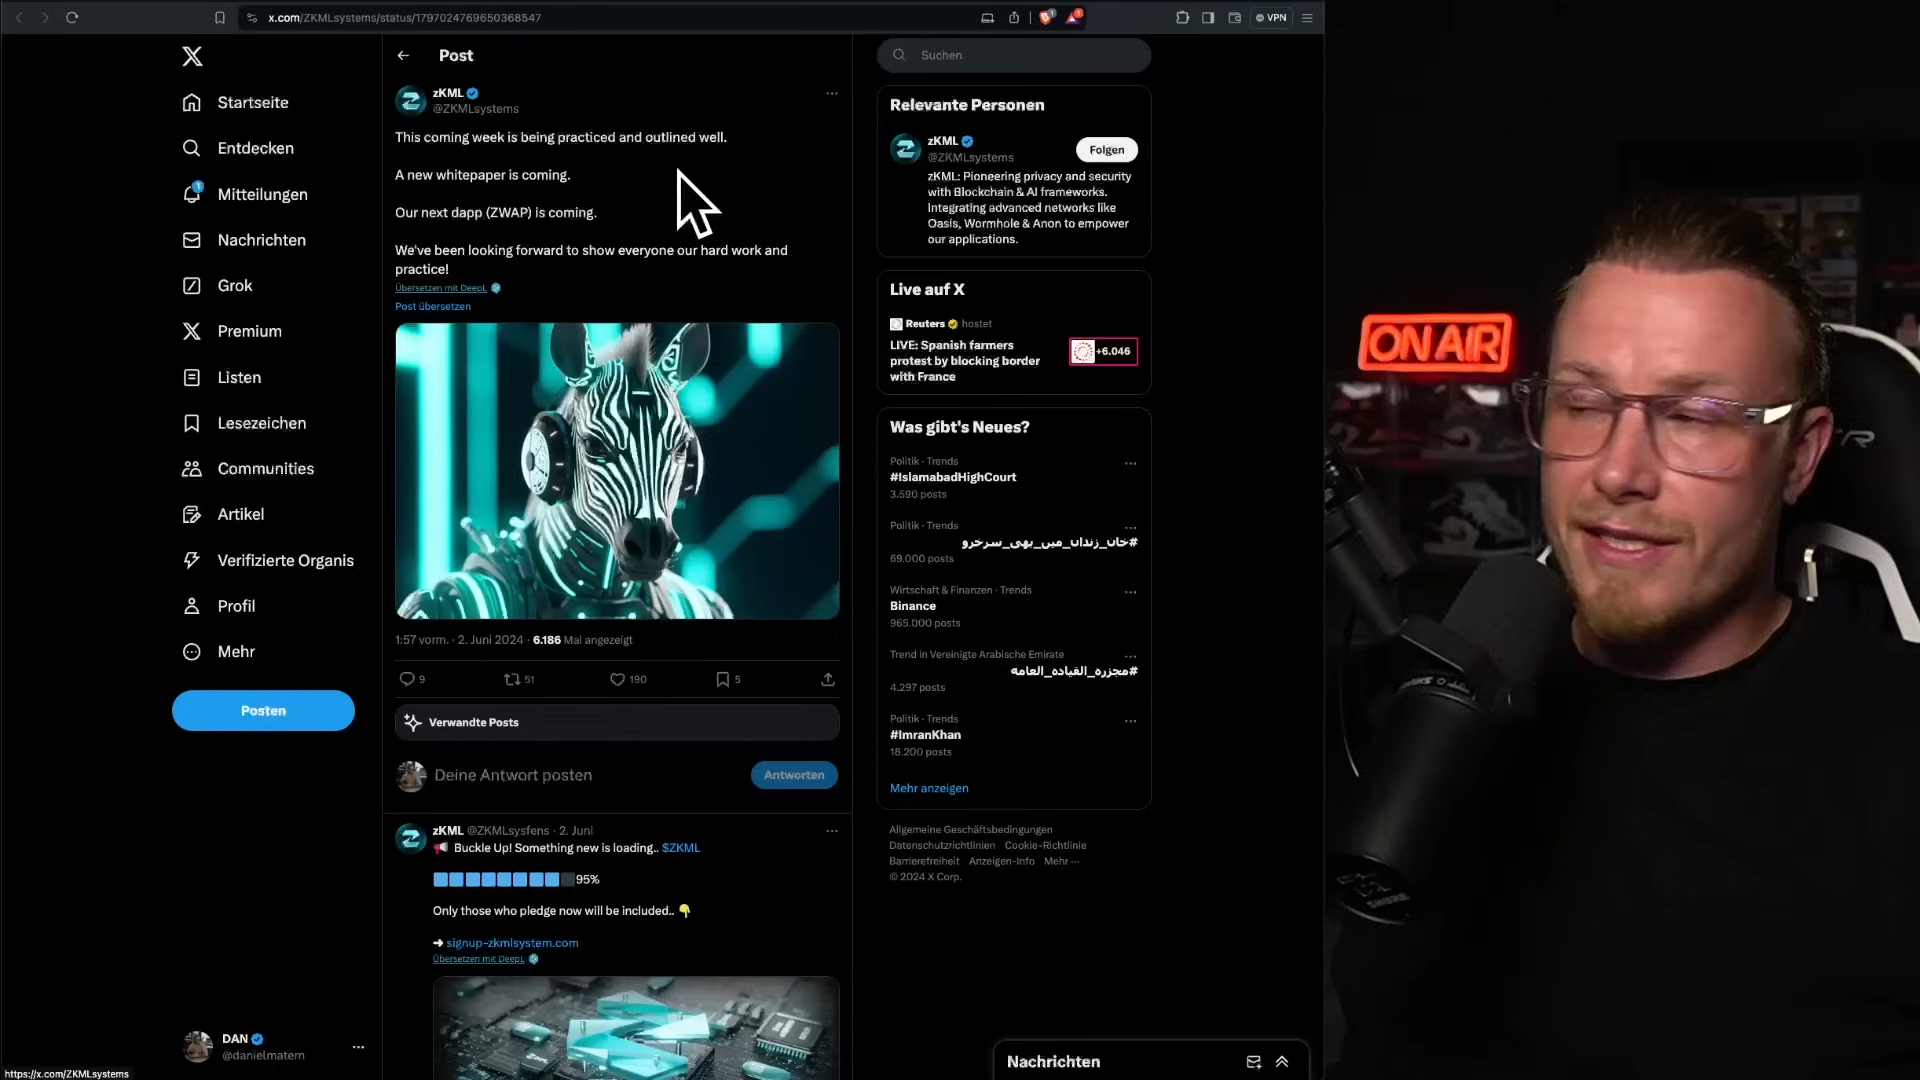 x.com/ZKMLsystems/status/1797024769650368547
VPN
Startseite
Entdecken
1
Mitteilungen
Nachrichten
Grok
Premium
Listen
Lesezeichen
Communities
Artikel
Verifizierte Organis
Profil
Mehr
Posten
DAN
@danielmatern
https://x.com/ZKMLsystems
Post
zKML
@ZKMLsystems
This coming week is being practiced and outlined well.
A new whitepaper is coming.
Our next dapp (ZWAP) is coming.
We've been looking forward to show everyone our hard work and
practice!
Übersetzen mit DeepL
Post übersetzen
1:57 vorm. · 2. Juni 2024 · 6.186 Mal angezeigt
9 51 190 5
Verwandte Posts
Deine Antwort posten
Antworten
zKML @ZKMLsysfens · 2. Juni
Buckle Up! Something new is loading.. $ZKML
95%
Only those who pledge now will be included..
signup-zkmlsystem.com
Übersetzen mit DeepL
Suchen
Relevante Personen
zKML
@ZKMLsystems
Folgen
zKML: Pioneering privacy and security
with Blockchain & AI frameworks.
Integrating advanced networks like
Oasis, Wormhole & Anon to empower
our applications.
Live auf X
Reuters hostet
LIVE: Spanish farmers
protest by blocking border
with France
+6.046
Was gibt's Neues?
Politik · Trends
#IslamabadHighCourt
3.590 posts
Politik · Trends
#خان_زندان_میں_بھی_سرخرو
69.000 posts
Wirtschaft & Finanzen · Trends
Binance
965.000 posts
Trend in Vereinigte Arabische Emirate
#مجزره_القياده_العامه
4.297 posts
Politik · Trends
#ImranKhan
18.200 posts
Mehr anzeigen
Allgemeine Geschäftsbedingungen
Datenschutzrichtlinien Cookie-Richtlinie
Barrierefreiheit Anzeigen-Info Mehr ···
© 2024 X Corp.
Nachrichten
ON AIR